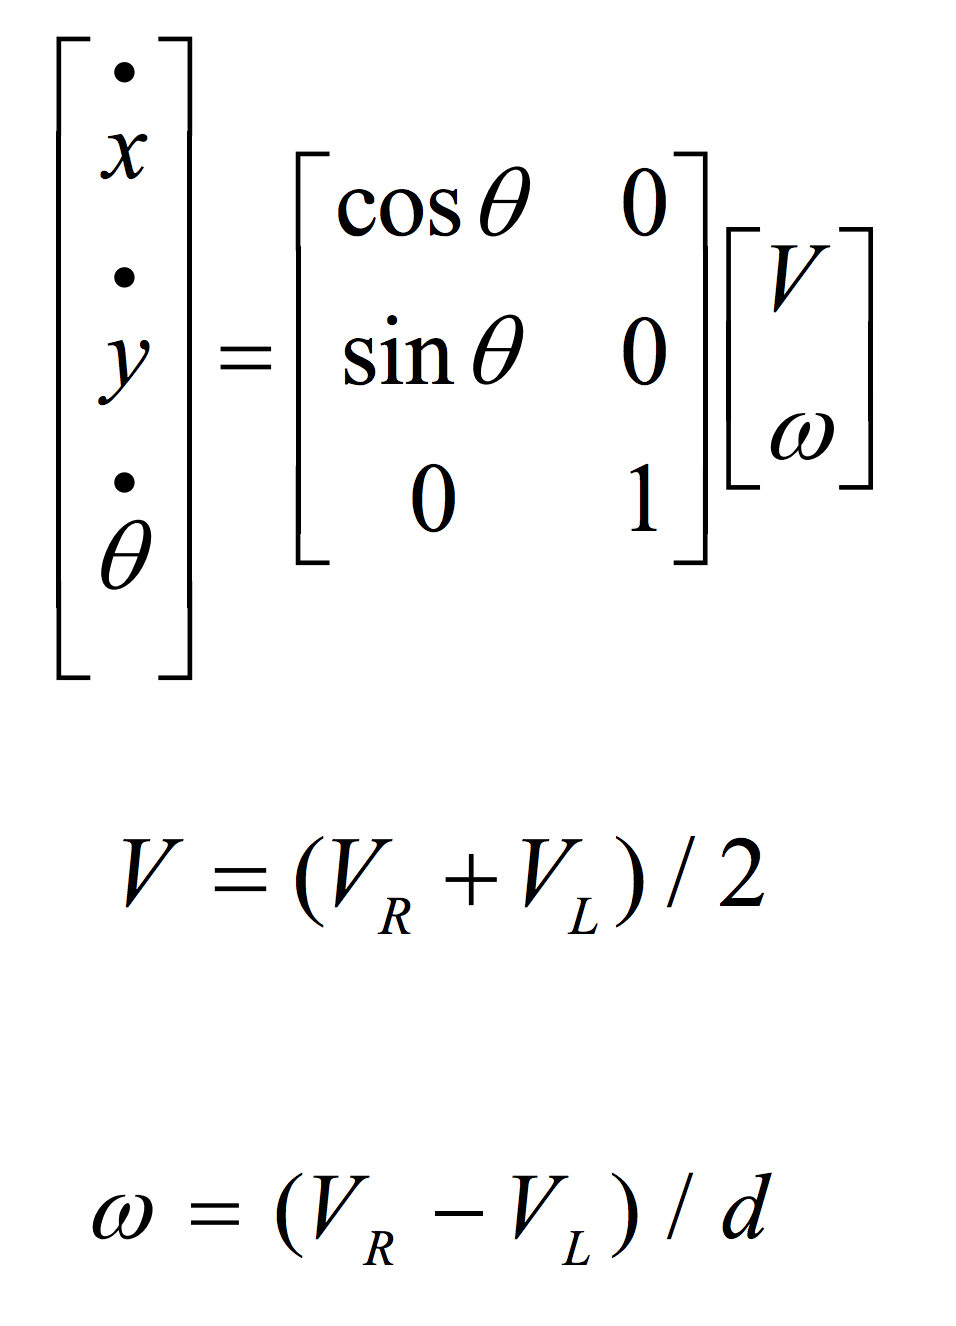 [ẋ ẏ θ̇] = [cos θ 0; sin θ 0; 0 1] [V ω]
V = (V_R + V_L) / 2
ω = (V_R − V_L) / d